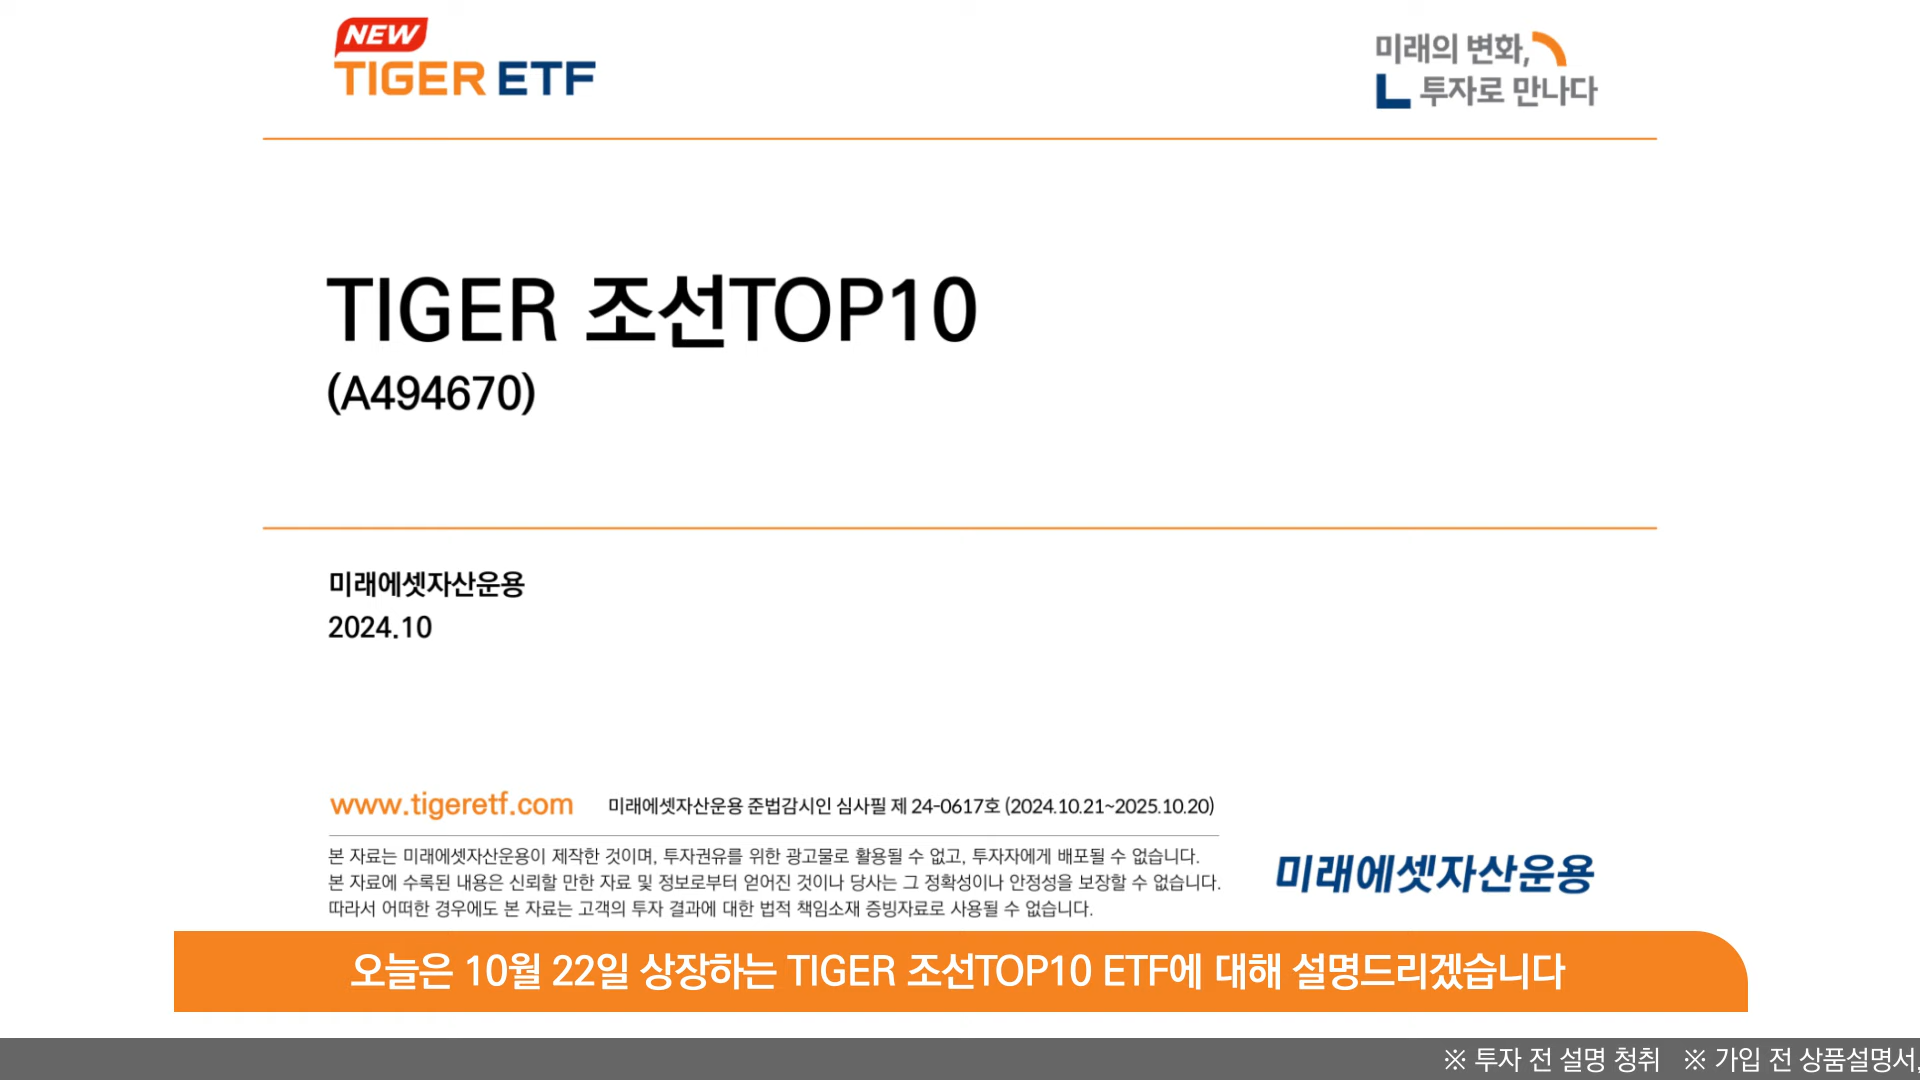 NEW
TIGER ETF
미래의 변화,
투자로 만나다
TIGER 조선TOP10
(A494670)
미래에셋자산운용
2024.10
www.tigeretf.com 미래에셋자산운용 준법감시인 심사필 제 24-0617호 (2024.10.21~2025.10.20)
본 자료는 미래에셋자산운용이 제작한 것이며, 투자권유를 위한 광고물로 활용될 수 없고, 투자자에게 배포될 수 없습니다.
본 자료에 수록된 내용은 신뢰할 만한 자료 및 정보로부터 얻어진 것이나 당사는 그 정확성이나 안정성을 보장할 수 없습니다.
따라서 어떠한 경우에도 본 자료는 고객의 투자 결과에 대한 법적 책임소재 증빙자료로 사용될 수 없습니다.
미래에셋자산운용
오늘은 10월 22일 상장하는 TIGER 조선TOP10 ETF에 대해 설명드리겠습니다
※ 투자 전 설명 청취 ※ 가입 전 상품설명서,